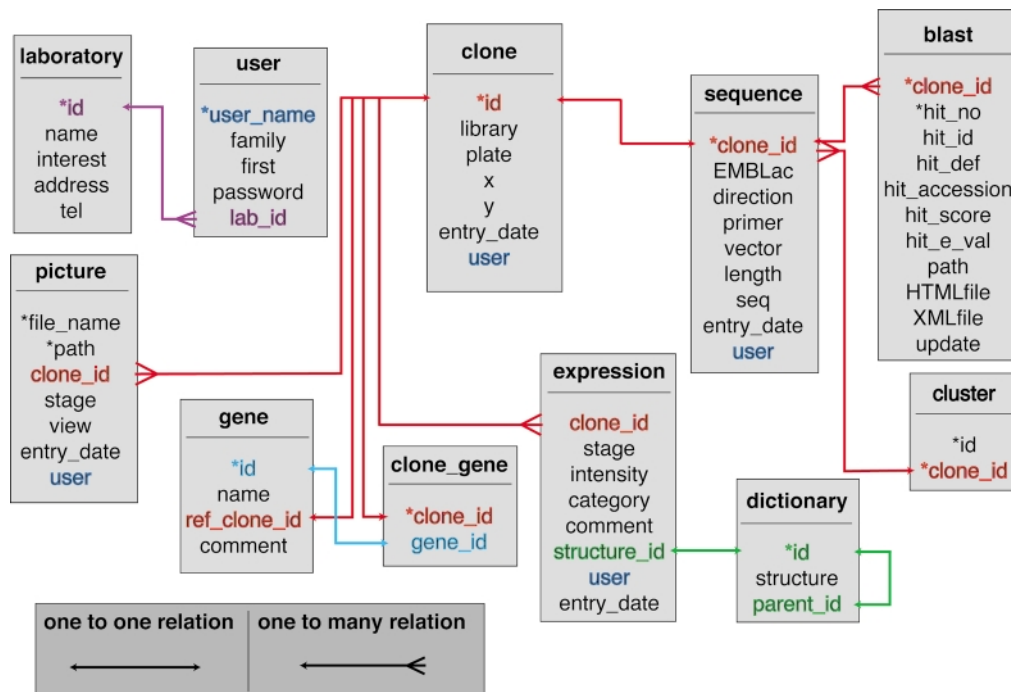 laboratory
*id
name
interest
address
tel
user
*user_name
family
first
password
lab_id
clone
*id
library
plate
x
y
entry_date
user
sequence
*clone_id
EMBLac
direction
primer
vector
length
seq
entry_date
user
blast
*clone_id
*hit_no
hit_id
hit_def
hit_accession
hit_score
hit_e_val
path
HTMLfile
XMLfile
update
picture
*file_name
*path
clone_id
stage
view
entry_date
user
gene
*id
name
ref_clone_id
comment
clone_gene
*clone_id
gene_id
expression
clone_id
stage
intensity
category
comment
structure_id
user
entry_date
dictionary
*id
structure
parent_id
cluster
*id
*clone_id
one to one relation
one to many relation